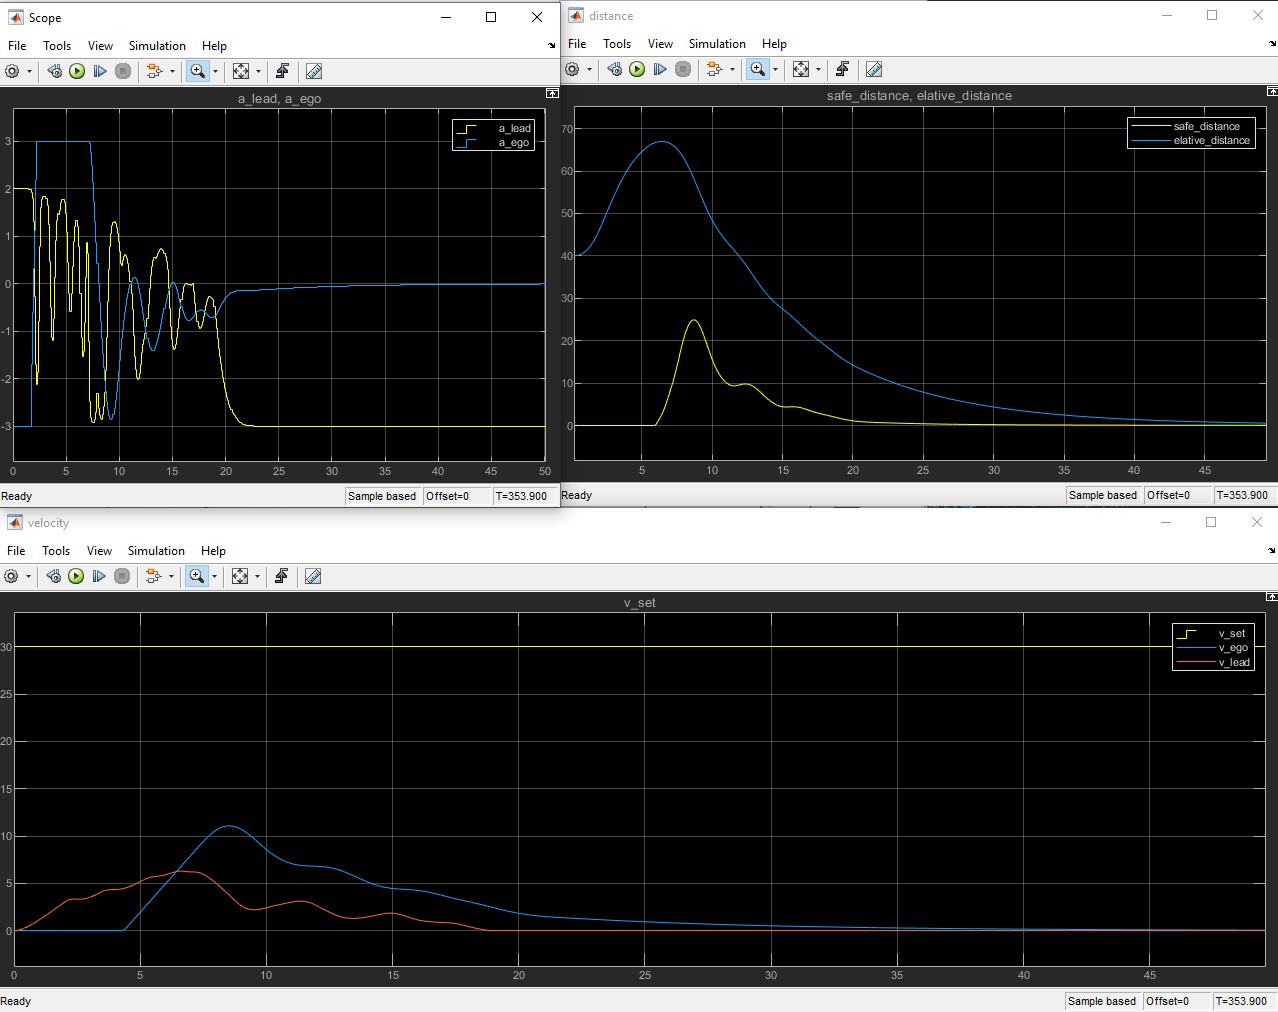 Scope
File Tools View Simulation Help
a_lead, a_ego
a_lead
a_ego
3
2
1
0
-1
-2
-3
0 5 10 15 20 25 30 35 40 45 50
Ready Sample based Offset=0 T=353.900
distance
File Tools View Simulation Help
safe_distance, elative_distance
safe_distance
elative_distance
70
60
50
40
30
20
10
0
5 10 15 20 25 30 35 40 45
Ready Sample based Offset=0 T=353.900
velocity
File Tools View Simulation Help
v_set
v_set
v_ego
v_lead
30
25
20
15
10
5
0
0 5 10 15 20 25 30 35 40 45
Ready Sample based Offset=0 T=353.900